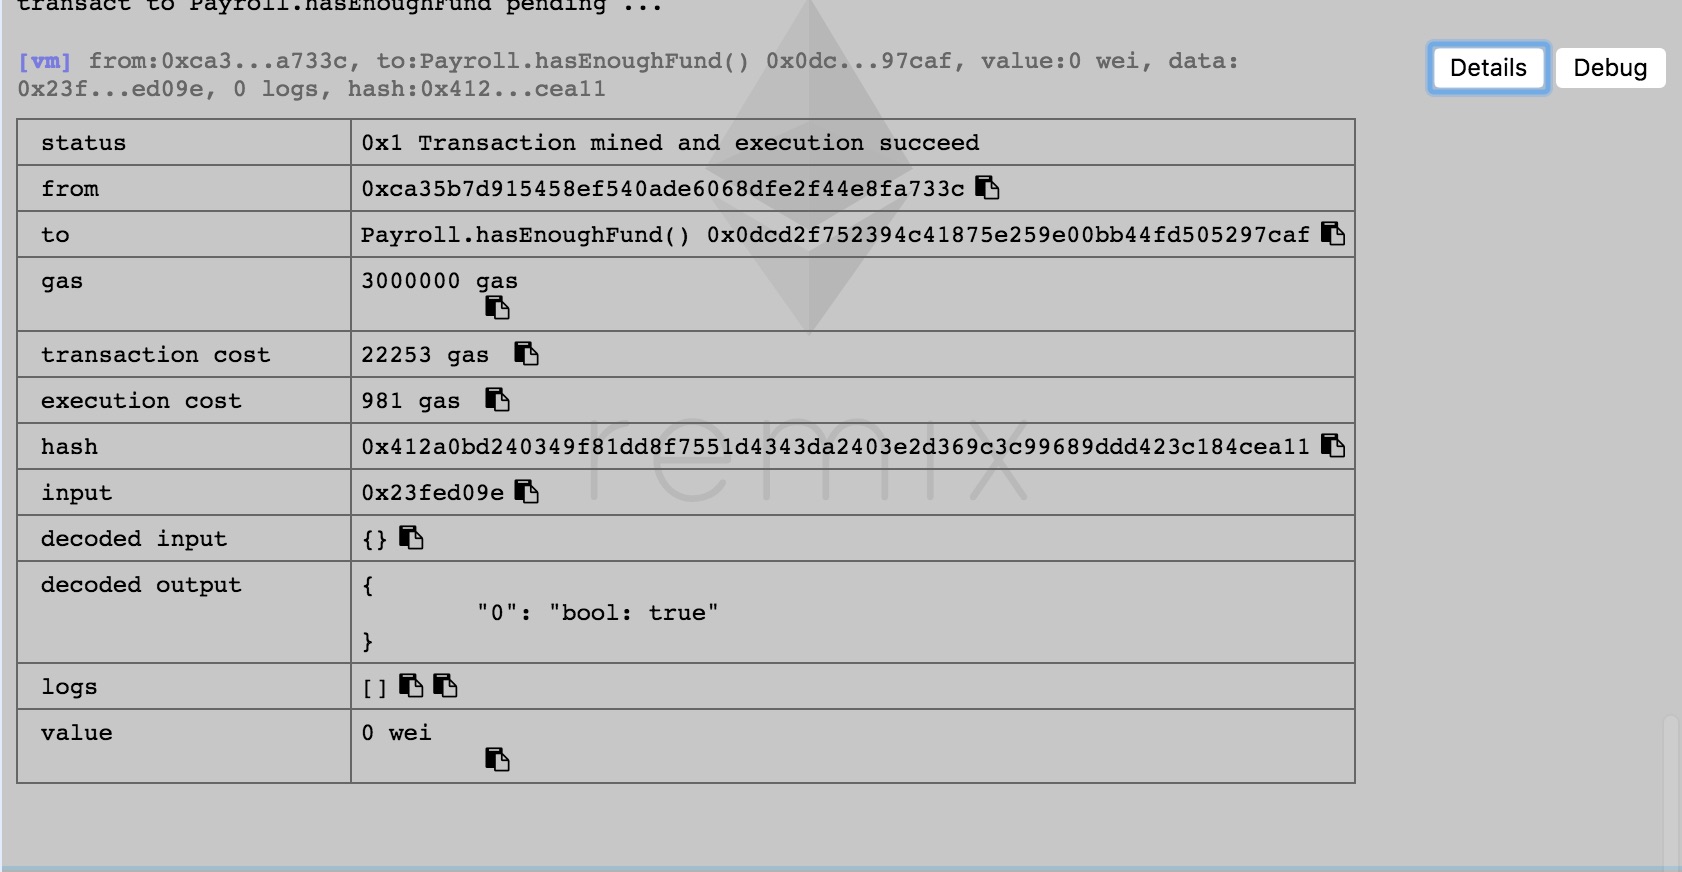 transact to Payroll.hasEnoughFund pending ...
[vm] from:0xca3...a733c, to:Payroll.hasEnoughFund() 0x0dc...97caf, value:0 wei, data:
0x23f...ed09e, 0 logs, hash:0x412...cea11
Details
Debug
status 0x1 Transaction mined and execution succeed
from 0xca35b7d915458ef540ade6068dfe2f44e8fa733c
to Payroll.hasEnoughFund() 0x0dcd2f752394c41875e259e00bb44fd505297caf
gas 3000000 gas
transaction cost 22253 gas
execution cost 981 gas
hash 0x412a0bd240349f81dd8f7551d4343da2403e2d369c3c99689ddd423c184cea11
input 0x23fed09e
decoded input {}
decoded output {
"0": "bool: true"
}
logs []
value 0 wei
remix